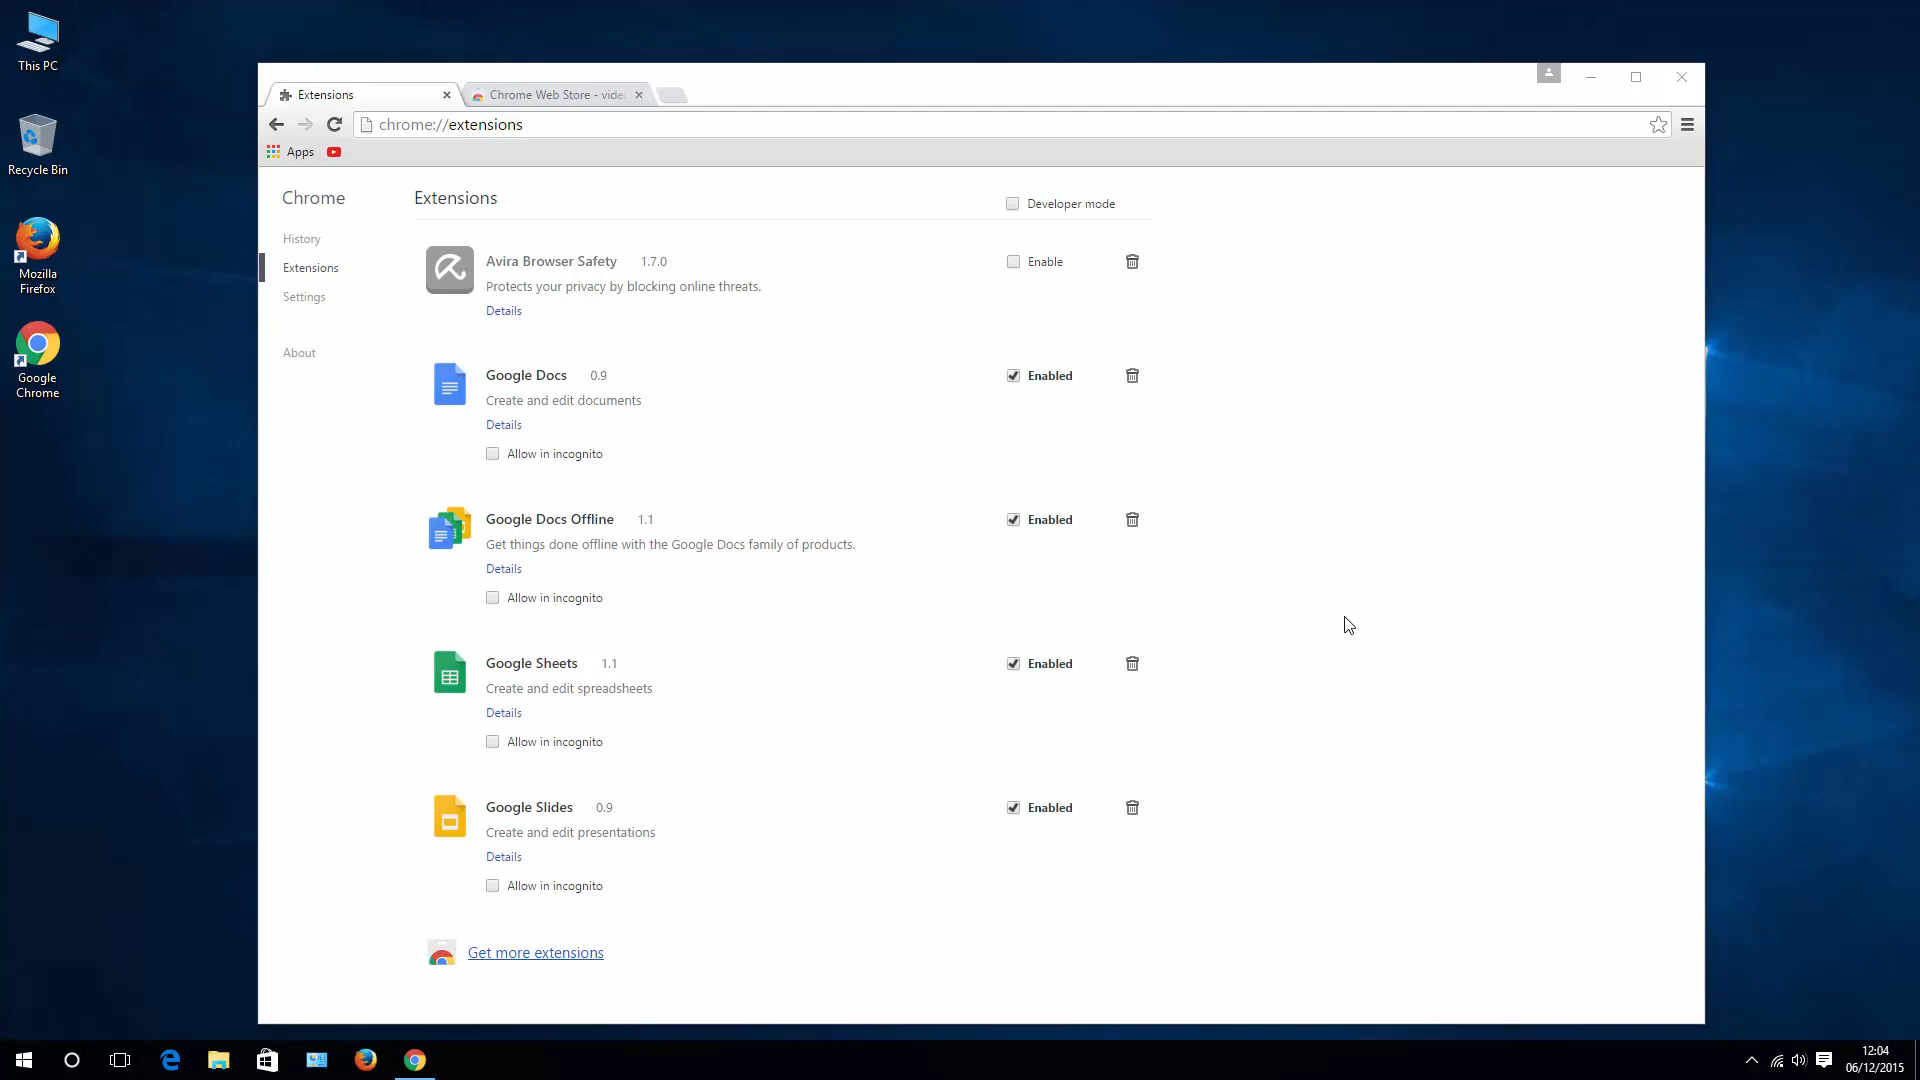 This PC
Recycle Bin
Mozilla
Firefox
Google
Chrome
Extensions
Chrome Web Store - vide
chrome://extensions
Apps
Chrome
History
Extensions
Settings
About
Extensions
Developer mode
Avira Browser Safety 1.7.0
Enable
Protects your privacy by blocking online threats.
Details
Google Docs 0.9
Enabled
Create and edit documents
Details
Allow in incognito
Google Docs Offline 1.1
Enabled
Get things done offline with the Google Docs family of products.
Details
Allow in incognito
Google Sheets 1.1
Enabled
Create and edit spreadsheets
Details
Allow in incognito
Google Slides 0.9
Enabled
Create and edit presentations
Details
Allow in incognito
Get more extensions
12:04
06/12/2015